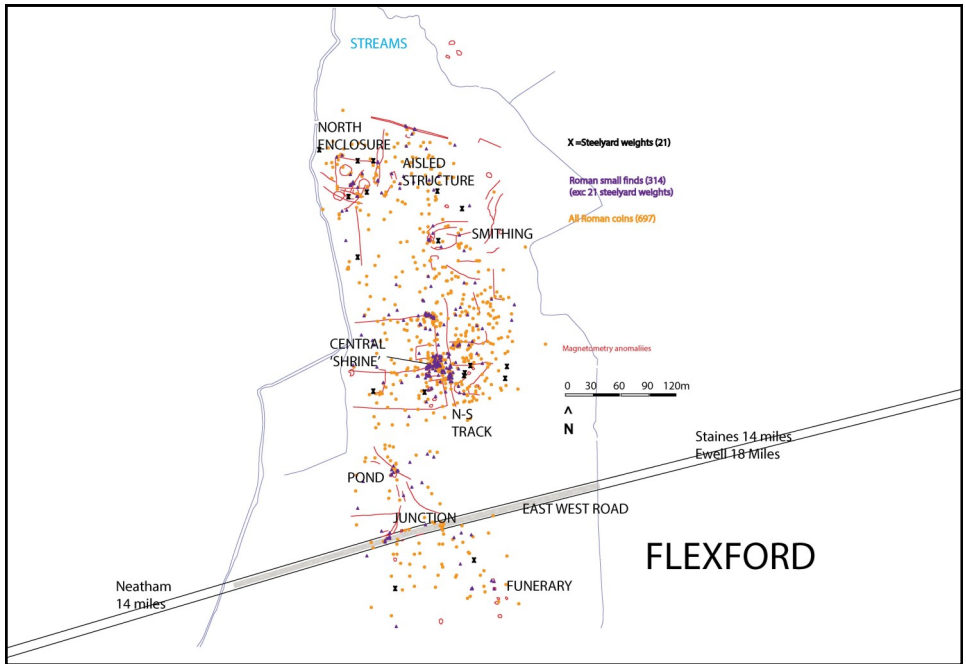 STREAMS
NORTH
ENCLOSURE
AISLED
STRUCTURE
X =Steelyard weights (21)
Roman small finds (314)
(exc 21 steelyard weights)
All Roman coins (697)
SMITHING
CENTRAL
'SHRINE'
Magnetometry anomaliies
0 30 60 90 120m
^
N
N-S
TRACK
Staines 14 miles
Ewell 18 Miles
POND
EAST WEST ROAD
JUNCTION
FLEXFORD
Neatham
14 miles
FUNERARY